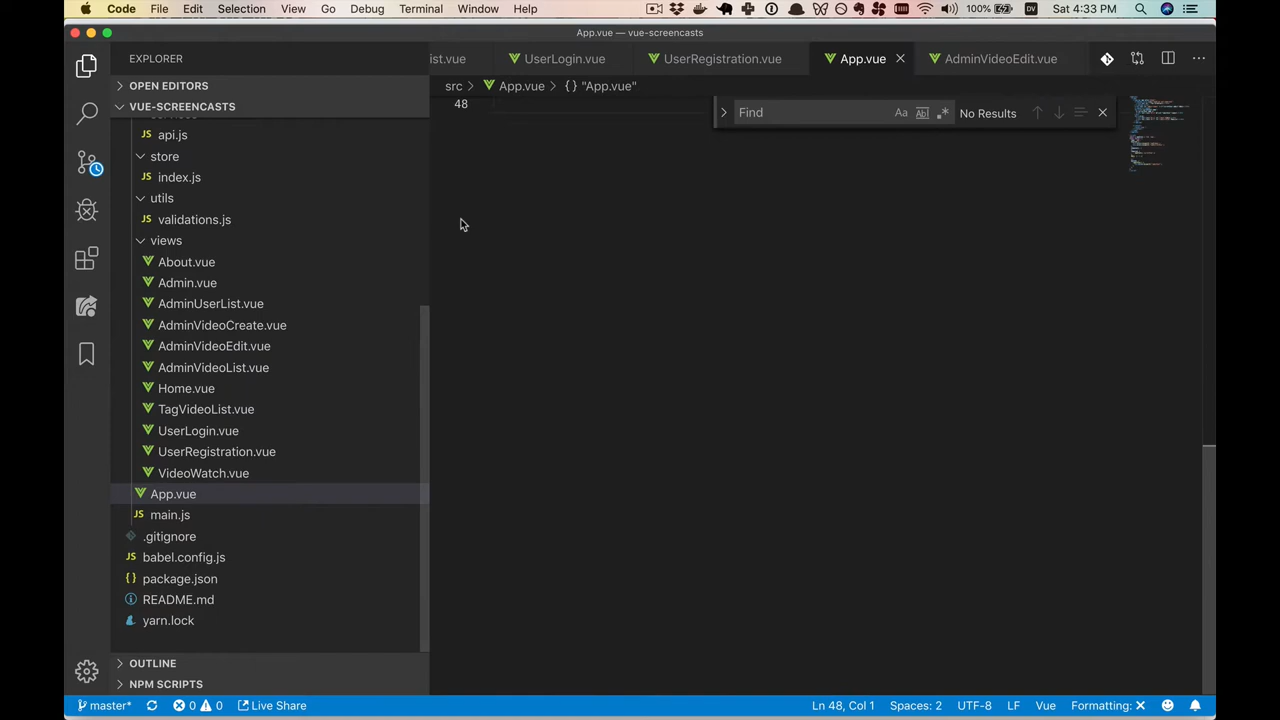 Code File Edit Selection View Go Debug Terminal Window Help 100% DV Sat 4:33 PM
App.vue — vue-screencasts
EXPLORER
ist.vue UserLogin.vue UserRegistration.vue App.vue AdminVideoEdit.vue
OPEN EDITORS
src > App.vue > {} "App.vue"
VUE-SCREENCASTS
48
Find Aa Abl .* No Results
api.js
store
index.js
utils
validations.js
views
About.vue
Admin.vue
AdminUserList.vue
AdminVideoCreate.vue
AdminVideoEdit.vue
AdminVideoList.vue
Home.vue
TagVideoList.vue
UserLogin.vue
UserRegistration.vue
VideoWatch.vue
App.vue
JS main.js
.gitignore
JS babel.config.js
{} package.json
README.md
yarn.lock
OUTLINE
NPM SCRIPTS
master* 0 0 Live Share Ln 48, Col 1 Spaces: 2 UTF-8 LF Vue Formatting: ✕